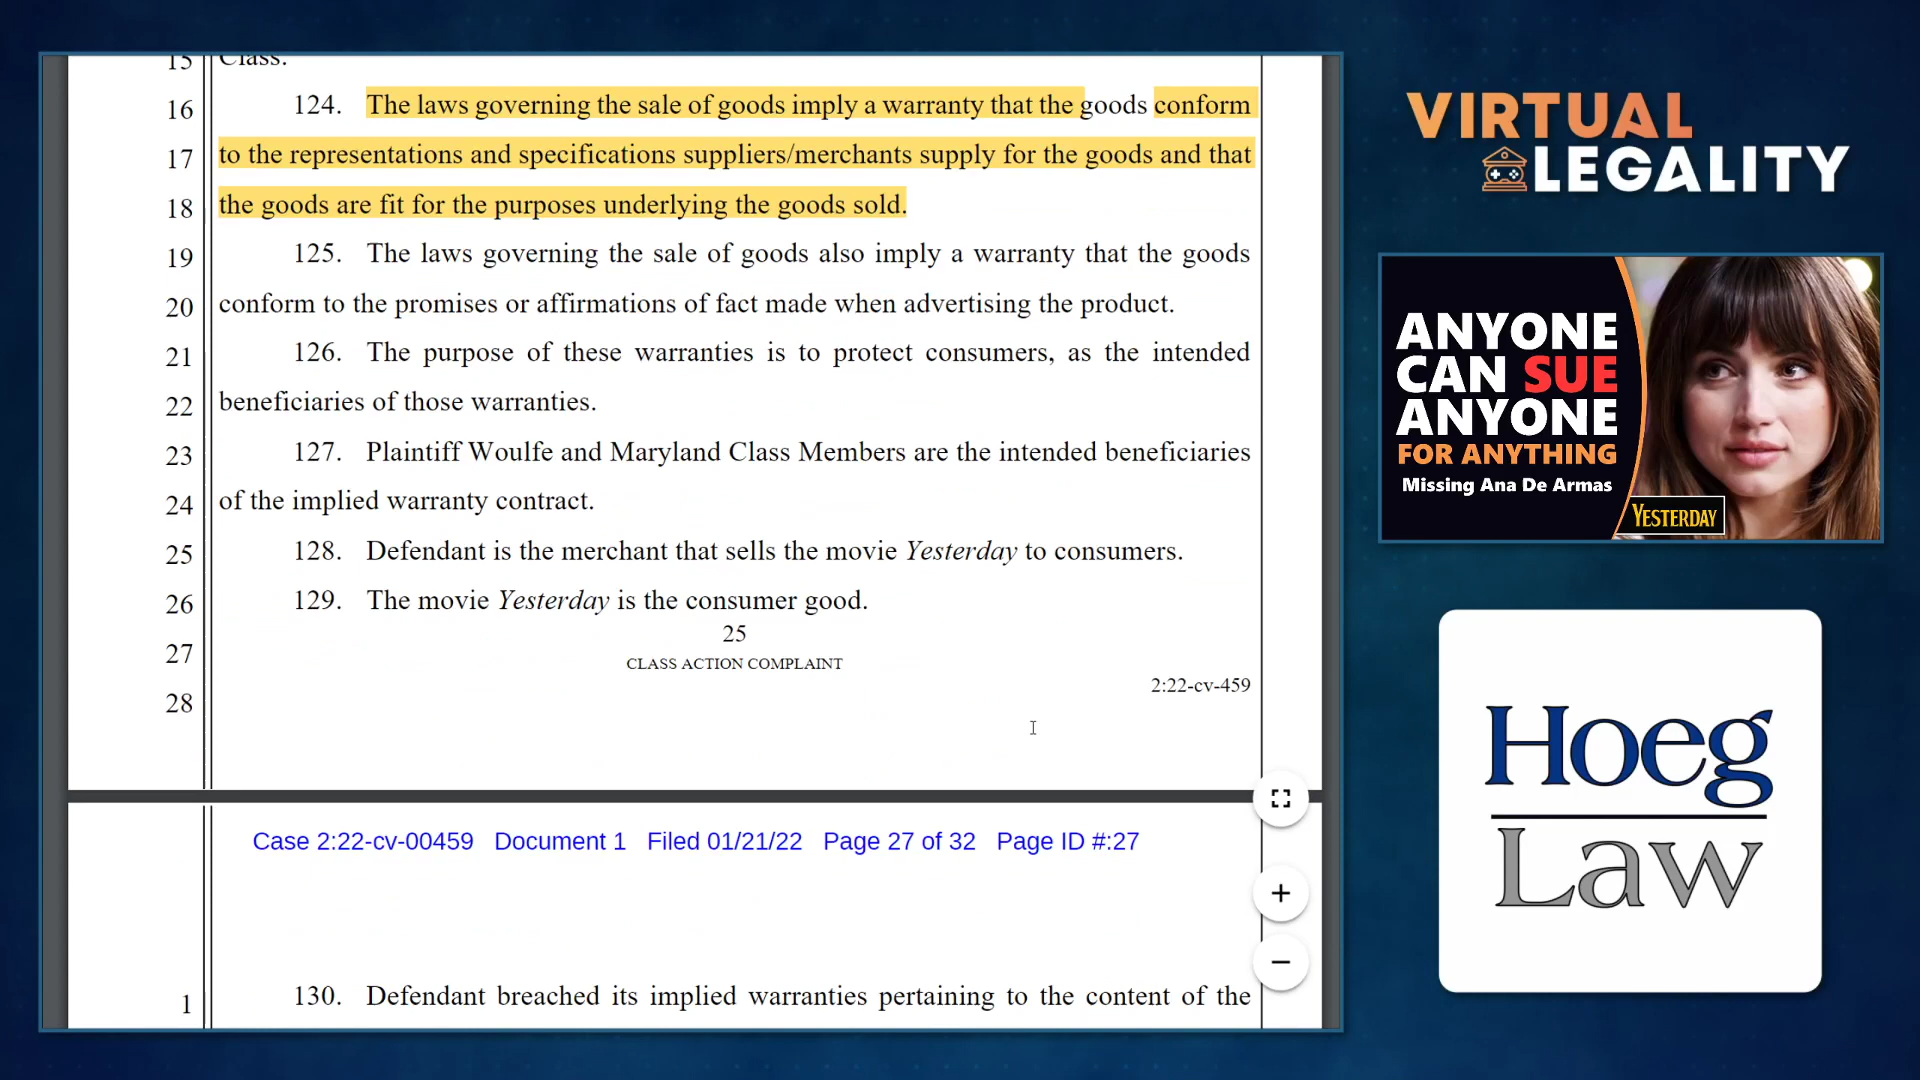 15 Class.
16 124. The laws governing the sale of goods imply a warranty that the goods conform
17 to the representations and specifications suppliers/merchants supply for the goods and that
18 the goods are fit for the purposes underlying the goods sold.
19 125. The laws governing the sale of goods also imply a warranty that the goods
20 conform to the promises or affirmations of fact made when advertising the product.
21 126. The purpose of these warranties is to protect consumers, as the intended
22 beneficiaries of those warranties.
23 127. Plaintiff Woulfe and Maryland Class Members are the intended beneficiaries
24 of the implied warranty contract.
25 128. Defendant is the merchant that sells the movie Yesterday to consumers.
26 129. The movie Yesterday is the consumer good.
25
27 CLASS ACTION COMPLAINT
2:22-cv-459
28
Case 2:22-cv-00459 Document 1 Filed 01/21/22 Page 27 of 32 Page ID #:27
1 130. Defendant breached its implied warranties pertaining to the content of the
VIRTUAL
LEGALITY
ANYONE
CAN SUE
ANYONE
FOR ANYTHING
Missing Ana De Armas
YESTERDAY
Hoeg
Law